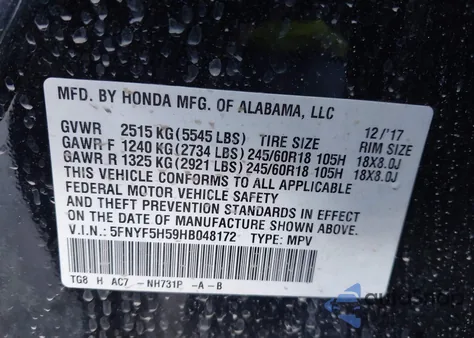 MFD. BY HONDA MFG. OF ALABAMA, LLC
12/'17
GVWR 2515 KG (5545 LBS) TIRE SIZE RIM SIZE
GAWR F 1240 KG (2734 LBS) 245/60R18 105H 18X8.0J
GAWR R 1325 KG (2921 LBS) 245/60R18 105H 18X8.0J
THIS VEHICLE CONFORMS TO ALL APPLICABLE
FEDERAL MOTOR VEHICLE SAFETY
AND THEFT PREVENTION STANDARDS IN EFFECT
ON THE DATE OF MANUFACTURE SHOWN ABOVE.
V.I.N.: 5FNYF5H59HB048172 TYPE: MPV
TG8 H AC7 -NH731P -A -B